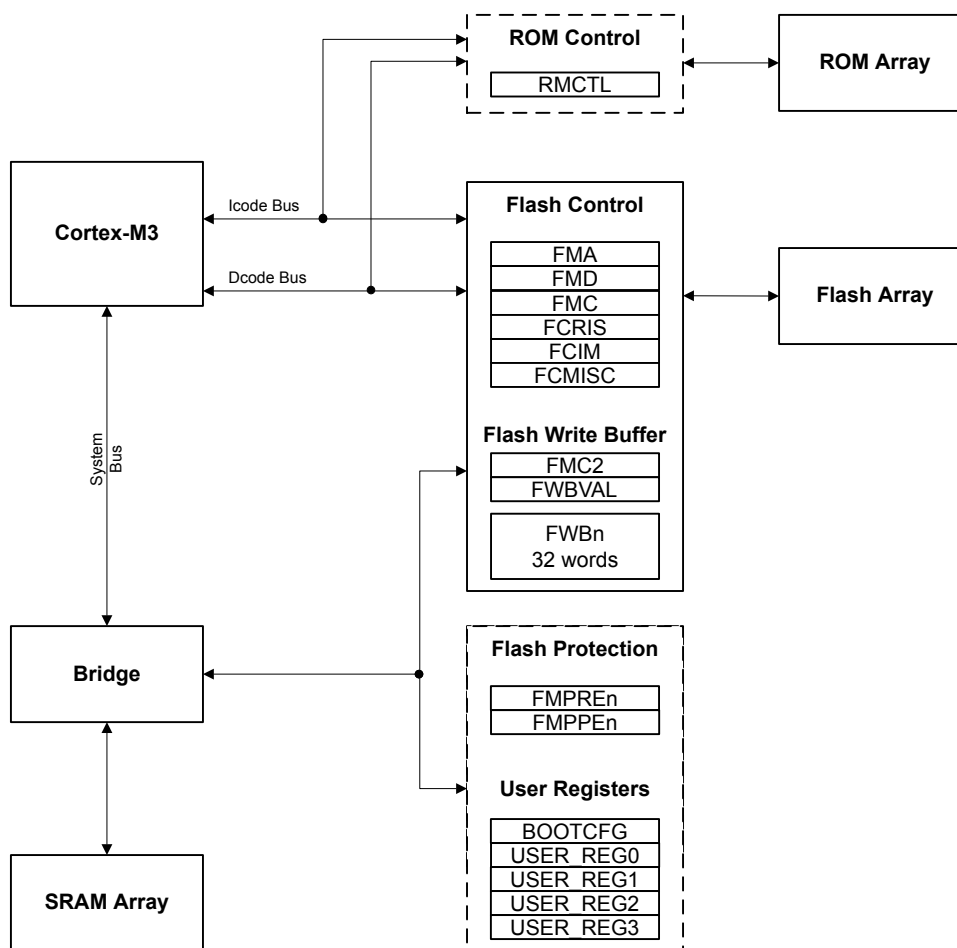 ROM Control
RMCTL
ROM Array
Cortex-M3
Icode Bus
Dcode Bus
Flash Control
FMA
FMD
FMC
FCRIS
FCIM
FCMISC
Flash Array
System
Bus
Flash Write Buffer
FMC2
FWBVAL
FWBn
32 words
Bridge
Flash Protection
FMPREn
FMPPEn
User Registers
BOOTCFG
USER_REG0
USER_REG1
USER_REG2
USER_REG3
SRAM Array